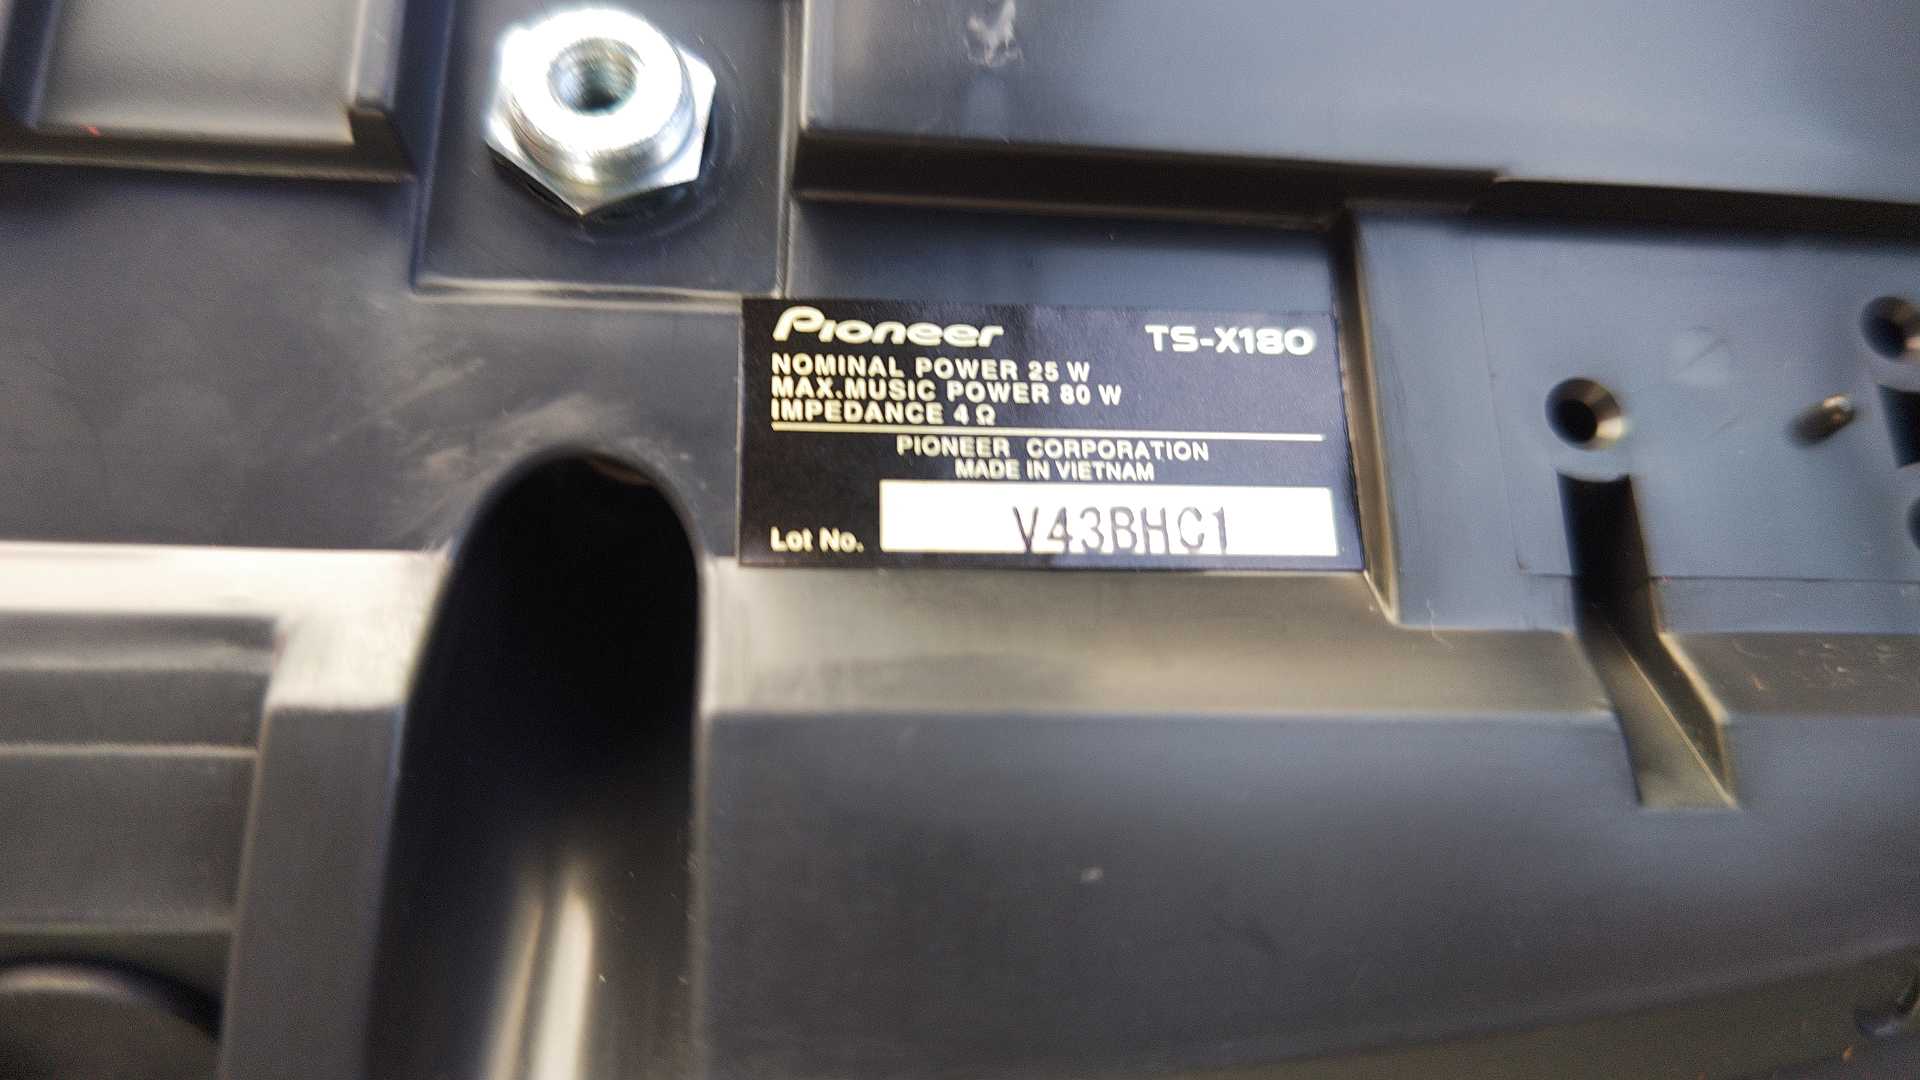 Pioneer TS-X180
NOMINAL POWER 25 W
MAX.MUSIC POWER 80 W
IMPEDANCE 4 Ω
PIONEER CORPORATION
MADE IN VIETNAM
Lot No. V43BHC1